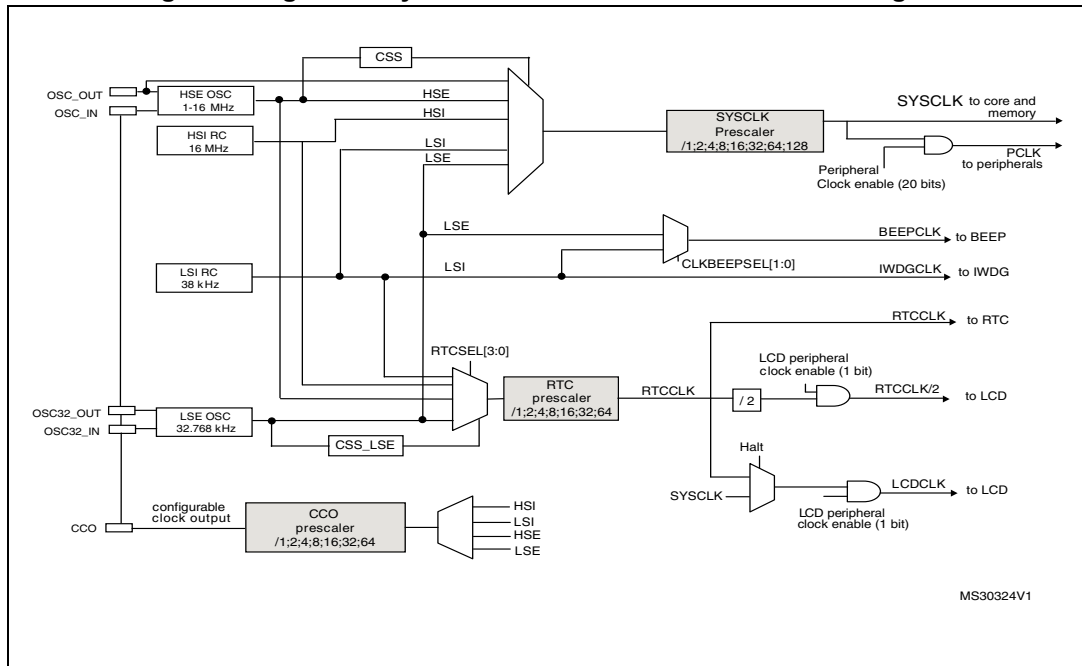 CSS
OSC_OUT
OSC_IN
HSE OSC
1-16 MHz
HSE
HSI RC
16 MHz
HSI
LSI
LSE
SYSCLK
Prescaler
/1;2;4;8;16;32;64;128
SYSCLK to core and
memory
PCLK
to peripherals
Peripheral
Clock enable (20 bits)
LSE
BEEPCLK to BEEP
CLKBEEPSEL[1:0]
LSI RC
38 kHz
LSI
IWDGCLK to IWDG
RTCCLK to RTC
RTCSEL[3:0]
LCD peripheral
clock enable (1 bit)
RTC
prescaler
/1;2;4;8;16;32;64
RTCCLK
/ 2
RTCCLK/2 to LCD
OSC32_OUT
OSC32_IN
LSE OSC
32.768 kHz
CSS_LSE
Halt
SYSCLK
LCDCLK to LCD
LCD peripheral
clock enable (1 bit)
CCO
configurable
clock output
CCO
prescaler
/1;2;4;8;16;32;64
HSI
LSI
HSE
LSE
MS30324V1